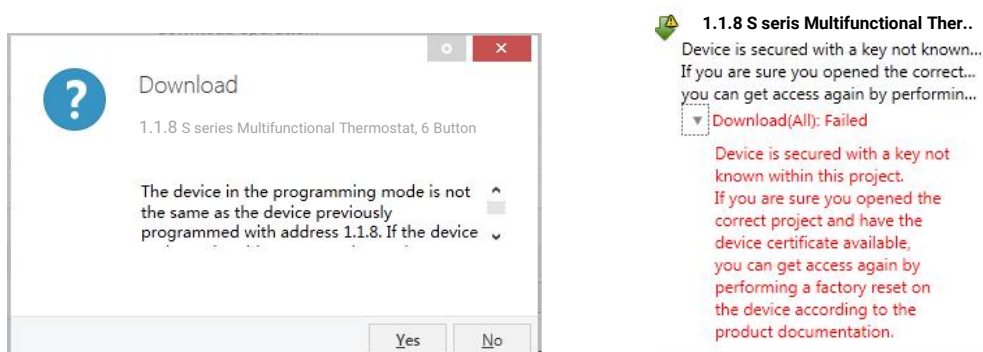 Download
1.1.8 S series Multifunctional Thermostat, 6 Button
The device in the programming mode is not
the same as the device previously
programmed with address 1.1.8. If the device
Yes
No
1.1.8 S seris Multifunctional Ther..
Device is secured with a key not known...
If you are sure you opened the correct...
you can get access again by performin...
Download(All): Failed
Device is secured with a key not
known within this project.
If you are sure you opened the
correct project and have the
device certificate available,
you can get access again by
performing a factory reset on
the device according to the
product documentation.